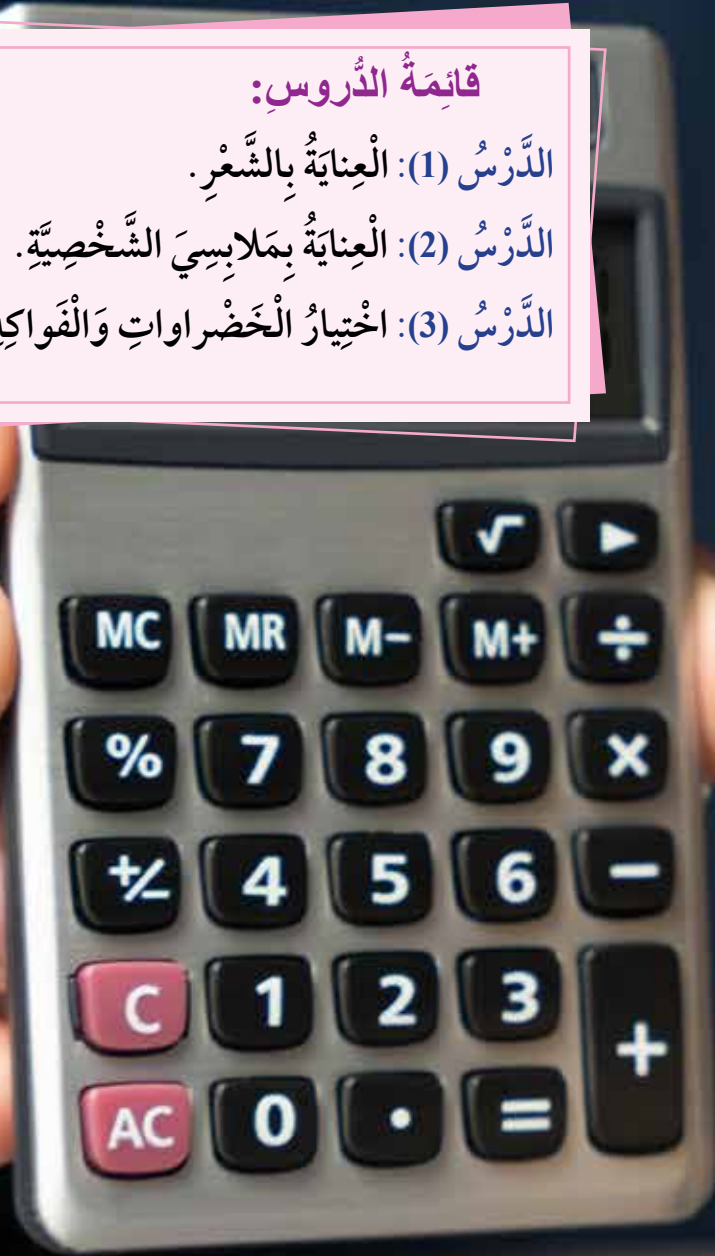 قائِمَةُ الدُّروسِ:
الدَّرْسُ (1): الْعِنايَةُ بِالشَّعْرِ.
الدَّرْسُ (2): الْعِنايَةُ بِمَلابِسِيَ الشَّخْصِيَّةِ.
الدَّرْسُ (3): اخْتِيارُ الْخَضْراواتِ وَالْفَواكِهِ
√ ▶
MC MR M− M+ ÷
% 7 8 9 ×
+/− 4 5 6 −
C 1 2 3 +
AC 0 . =